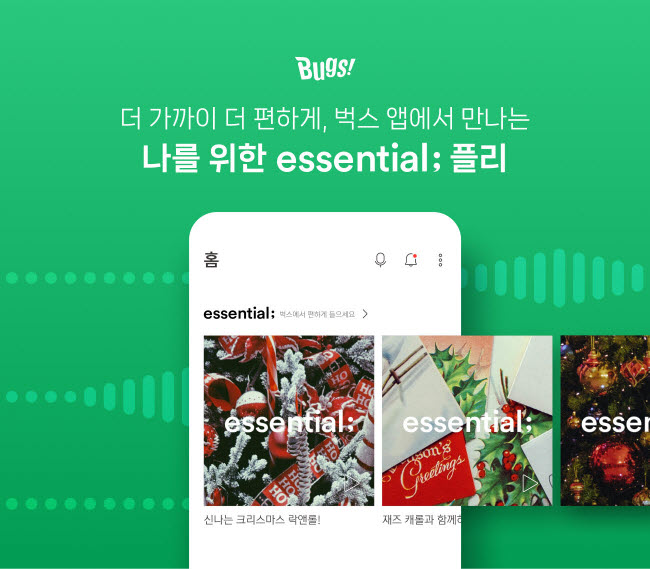 Bugs!
더 가까이 더 편하게, 벅스 앱에서 만나는
나를 위한 essential; 플리
홈
essential; 벅스에서 편하게 들으세요
essential; essential; essen
Greetings
신나는 크리스마스 락앤롤! 재즈 캐롤과 함께